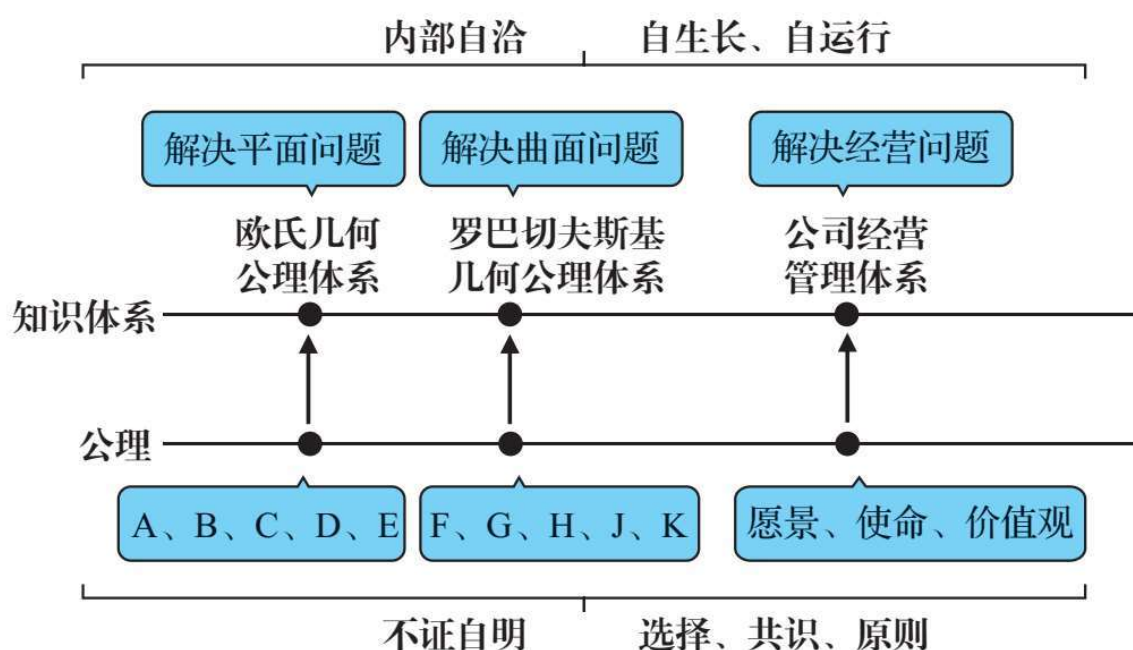 内部自洽 自生长、自运行
解决平面问题 解决曲面问题 解决经营问题
欧氏几何 罗巴切夫斯基 公司经营
公理体系 几何公理体系 管理体系
知识体系
公理
A、B、C、D、E F、G、H、J、K 愿景、使命、价值观
不证自明 选择、共识、原则